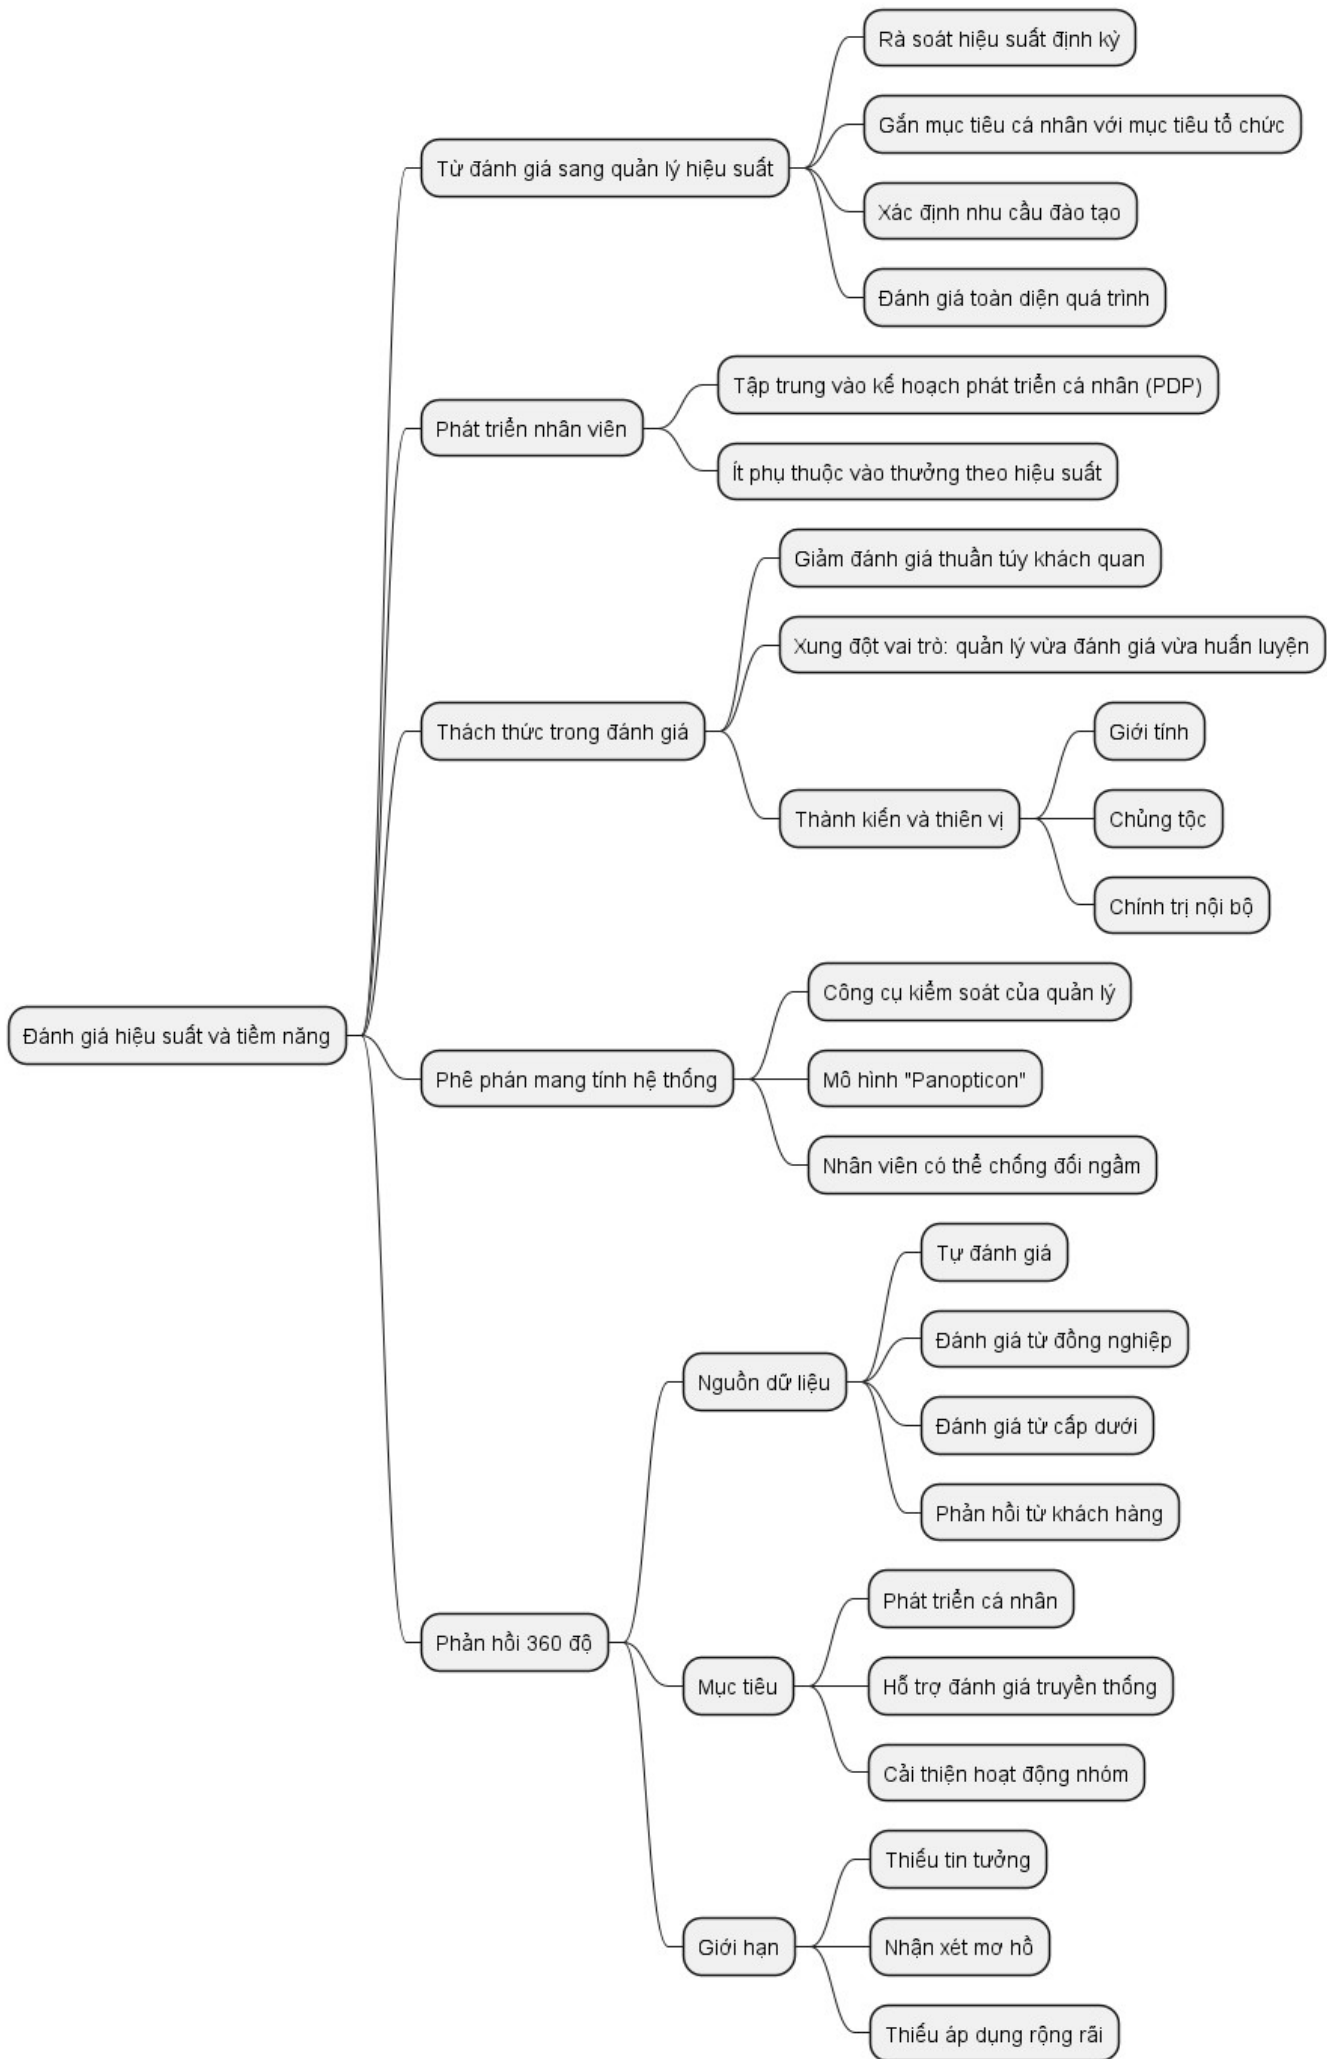 Rà soát hiệu suất định kỳ
Gắn mục tiêu cá nhân với mục tiêu tổ chức
Từ đánh giá sang quản lý hiệu suất
Xác định nhu cầu đào tạo
Đánh giá toàn diện quá trình
Tập trung vào kế hoạch phát triển cá nhân (PDP)
Phát triển nhân viên
Ít phụ thuộc vào thưởng theo hiệu suất
Giảm đánh giá thuần túy khách quan
Xung đột vai trò: quản lý vừa đánh giá vừa huấn luyện
Thách thức trong đánh giá
Giới tính
Thành kiến và thiên vị
Chủng tộc
Chính trị nội bộ
Đánh giá hiệu suất và tiềm năng
Công cụ kiểm soát của quản lý
Phê phán mang tính hệ thống
Mô hình "Panopticon"
Nhân viên có thể chống đối ngầm
Tự đánh giá
Đánh giá từ đồng nghiệp
Nguồn dữ liệu
Đánh giá từ cấp dưới
Phản hồi từ khách hàng
Phản hồi 360 độ
Phát triển cá nhân
Mục tiêu
Hỗ trợ đánh giá truyền thống
Cải thiện hoạt động nhóm
Thiếu tin tưởng
Giới hạn
Nhận xét mơ hồ
Thiếu áp dụng rộng rãi